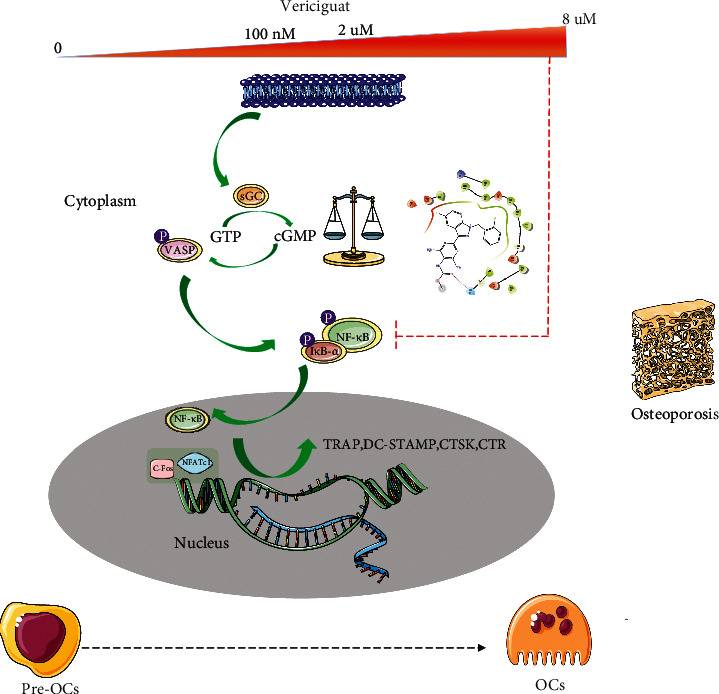 Vericiguat
0
100 nM
2 uM
8 uM
Cytoplasm
sGC
GTP
cGMP
P
VASP
P
NF-κB
P
IκB-α
Osteoporosis
NF-κB
TRAP,DC-STAMP,CTSK,CTR
C-Fos
NFATc1
Nucleus
Pre-OCs
OCs